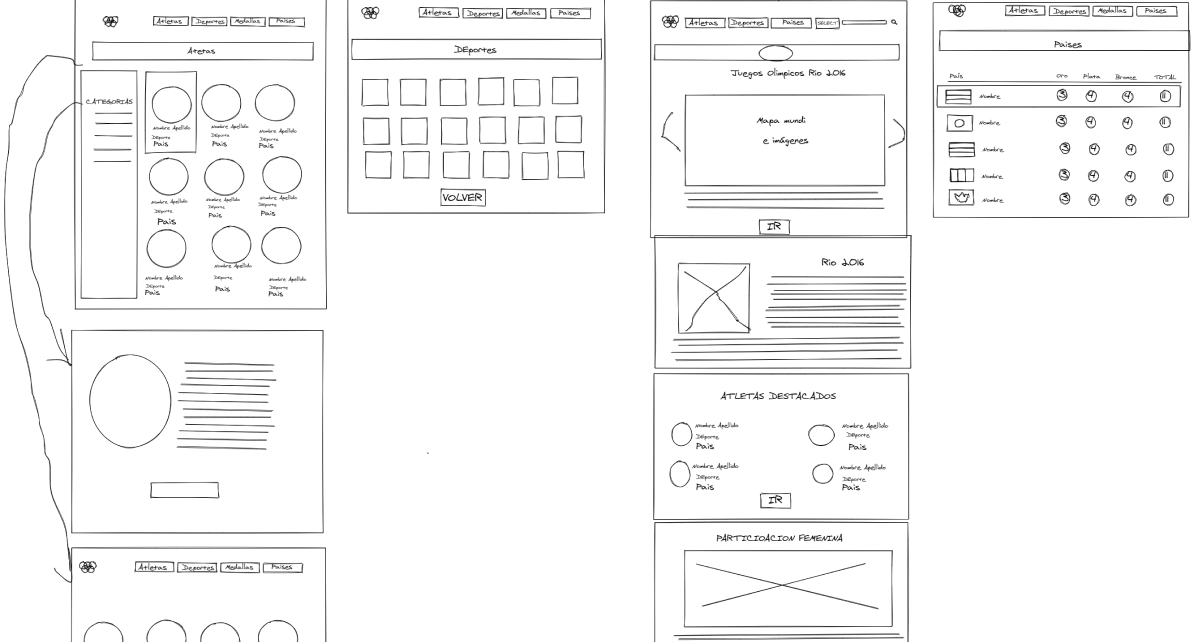 Atletas Deportes Medallas Paises
Atetas
CATEGORIAS
Nombre Apellido
DEporte
Pais
Nombre Apellido
DEporte
Pais
Nombre Apellido
DEporte
Pais
Nombre Apellido
DEporte
Pais
Nombre Apellido
DEporte
Pais
Nombre Apellido
DEporte
Pais
Nombre Apellido
DEporte
Pais
Nombre Apellido
DEporte
Pais
Nombre Apellido
DEporte
Pais
Atletas Deportes Medallas Paises
Atletas Deportes Medallas Paises
DEportes
VOLVER
Atletas Deportes Paises SELECT
Juegos Olimpicos Rio 2016
Mapa mundi
e imágenes
IR
Rio 2016
ATLETAS DESTACADOS
Nombre Apellido
DEporte
Pais
Nombre Apellido
DEporte
Pais
Nombre Apellido
DEporte
Pais
Nombre Apellido
DEporte
Pais
IR
PARTICIOACION FEMENINA
Atletas Deportes Medallas Paises
Paises
País Oro Plata Bronce TOTAL
Nombre 3 4 4 11
Nombre 3 4 4 11
Nombre 3 4 4 11
Nombre 3 4 4 11
Nombre 3 4 4 11